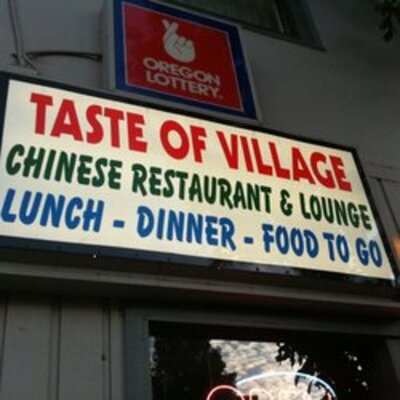 OREGON
LOTTERY
TASTE OF VILLAGE
CHINESE RESTAURANT & LOUNGE
LUNCH - DINNER - FOOD TO GO